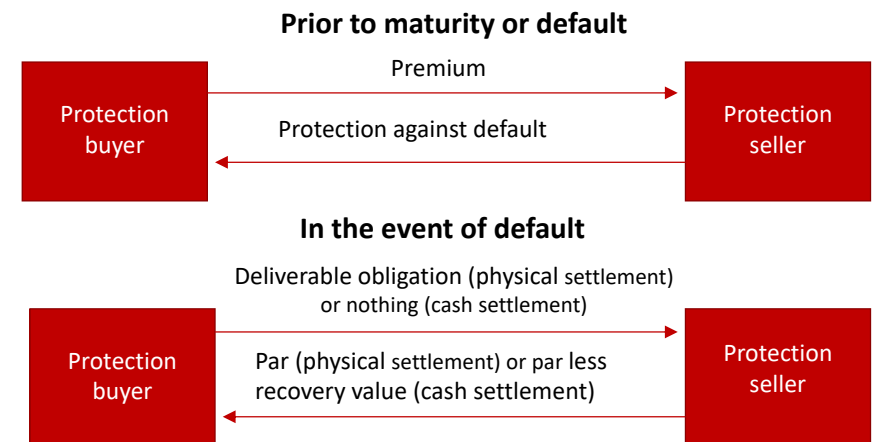 Prior to maturity or default
Premium
Protection
buyer
Protection against default
Protection
seller
In the event of default
Deliverable obligation (physical settlement)
or nothing (cash settlement)
Protection
buyer
Par (physical settlement) or par less
recovery value (cash settlement)
Protection
seller